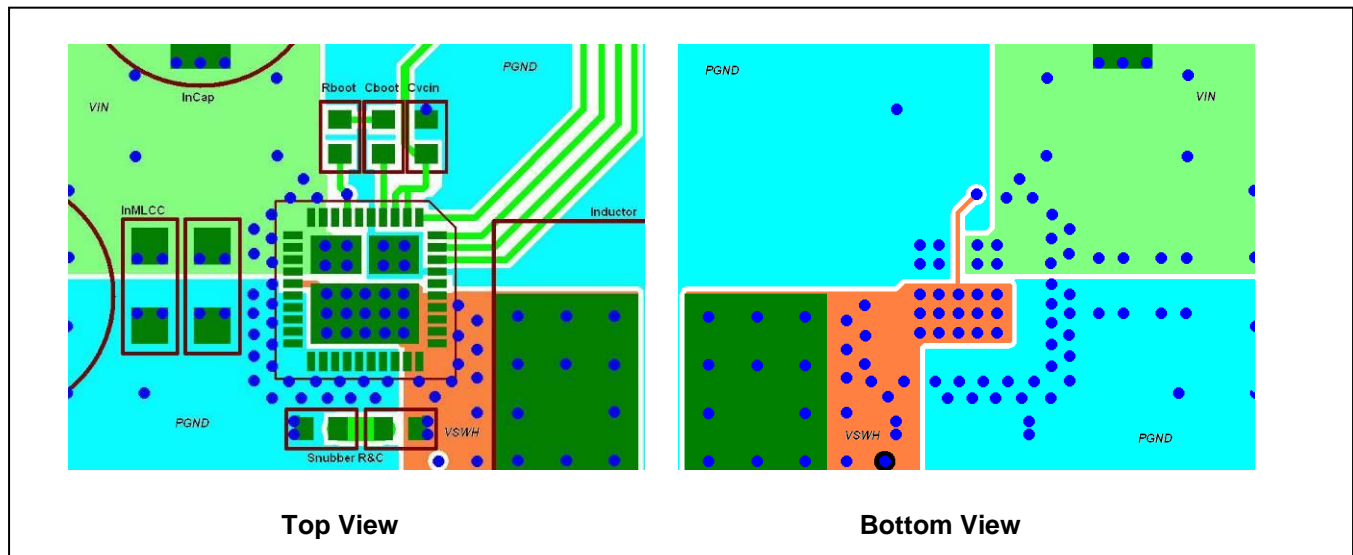 PGND
Rboot Cboot Cvcin
VIN
InCap
InMLCC
Inductor
PGND
VSWH
Snubber R&C
Top View
PGND
VIN
VSWH
PGND
Bottom View